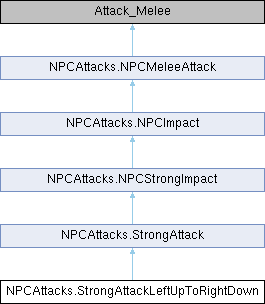 Attack_Melee
NPCAttacks.NPCMeleeAttack
NPCAttacks.NPCImpact
NPCAttacks.NPCStrongImpact
NPCAttacks.StrongAttack
NPCAttacks.StrongAttackLeftUpToRightDown